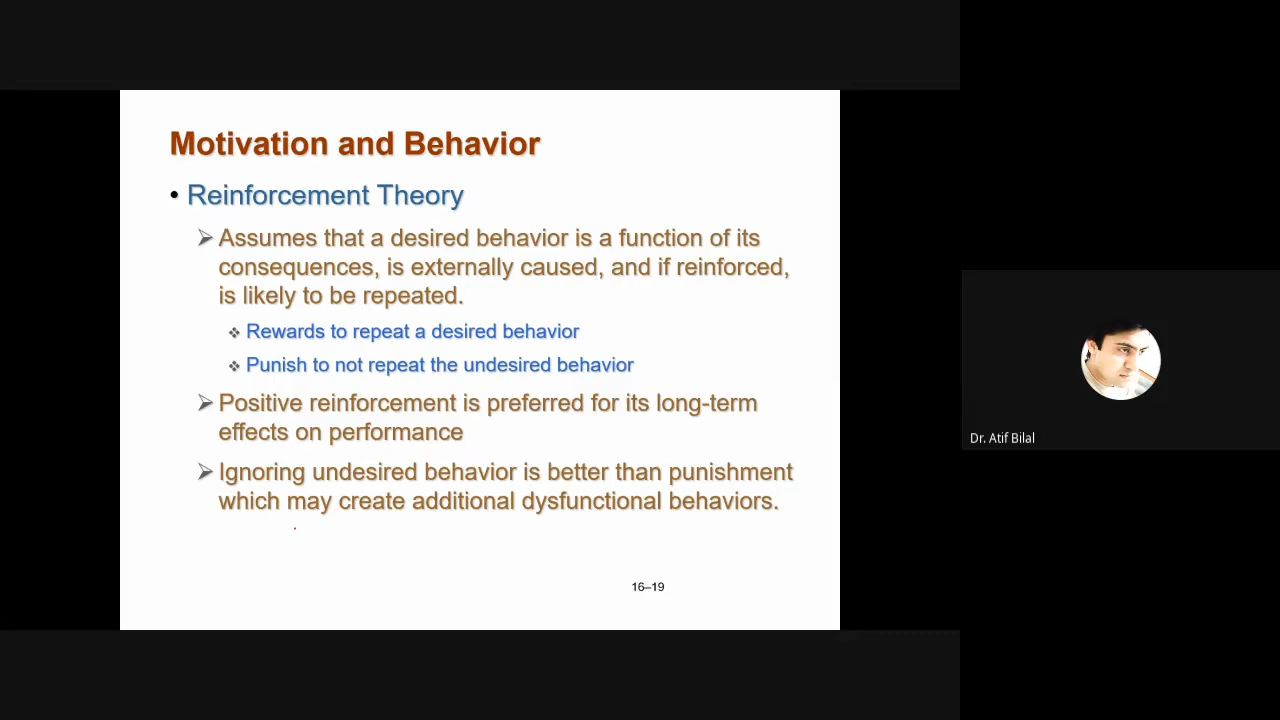 Motivation and Behavior
• Reinforcement Theory
➢ Assumes that a desired behavior is a function of its
consequences, is externally caused, and if reinforced,
is likely to be repeated.
❖ Rewards to repeat a desired behavior
❖ Punish to not repeat the undesired behavior
➢ Positive reinforcement is preferred for its long-term
effects on performance
➢ Ignoring undesired behavior is better than punishment
which may create additional dysfunctional behaviors.
16–19
Dr. Atif Bilal